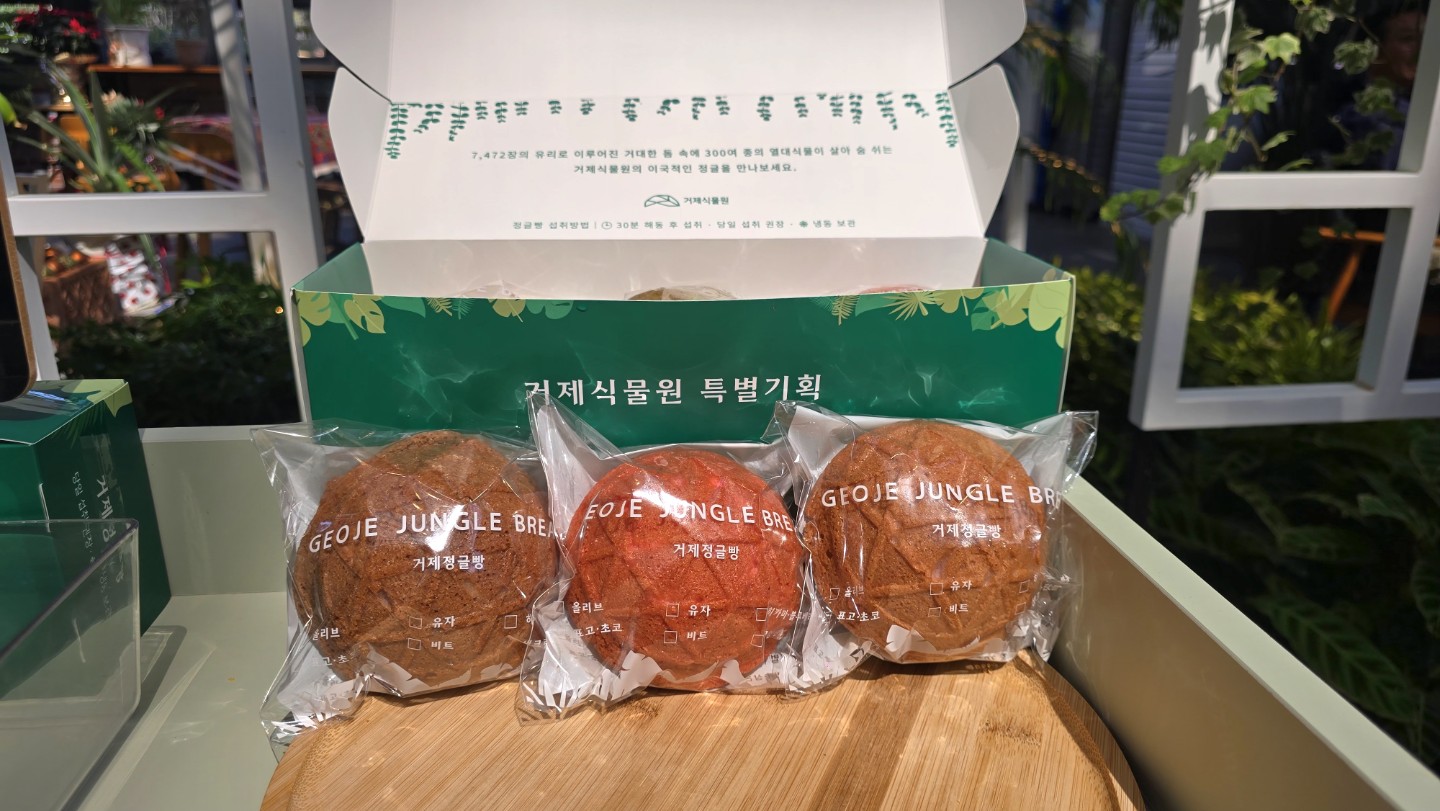 7,472장의 유리로 이루어진 거대한 돔 속에 300여 종의 열대식물이 살아 숨 쉬는
거제식물원의 이국적인 정글을 만나보세요.
거제식물원
정글빵 섭취방법 | 30분 해동 후 섭취 · 당일 섭취 권장 · 냉동 보관
거제식물원 특별기획
GEOJE JUNGLE BREA
거제정글빵
올리브
유자
비트
EOJE JUNGLE BREA
거제정글빵
올리브
유자
표고·초코
비트
GEOJE JUNGLE BRE
거제정글빵
올리브
유자
표고·초코
비트